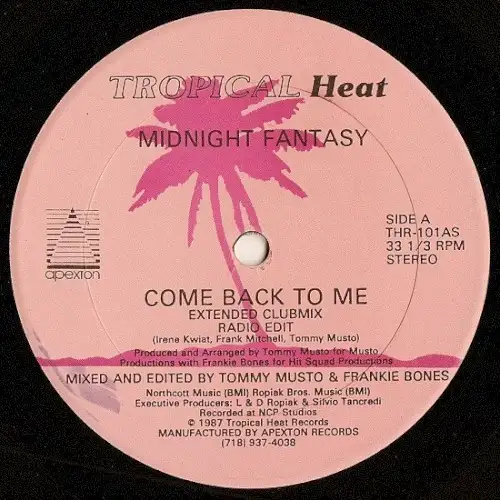 TROPICAL Heat
MIDNIGHT FANTASY
apexton
SIDE A
THR-101AS
33 1/3 RPM
STEREO
COME BACK TO ME
EXTENDED CLUBMIX
RADIO EDIT
(Irene Kwiat, Frank Mitchell, Tommy Musto)
Produced and Arranged by Tommy Musto for Musto
Productions with Frankie Bones for Hit Squad Productions
MIXED AND EDITED BY TOMMY MUSTO & FRANKIE BONES
Northcott Music (BMI) Ropiak Bros. Music (BMI)
Executive Producers: L & D Ropiak & Silvio Tancredi
Recorded at NCP Studios
© 1987 Tropical Heat Records
MANUFACTURED BY APEXTON RECORDS
(718) 937-4038